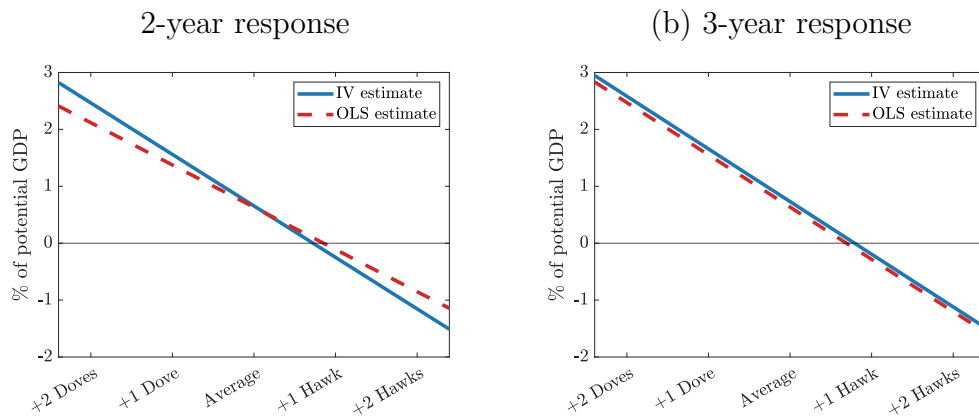 2-year response
3
2
1
0
-1
-2
% of potential GDP
IV estimate
OLS estimate
+2 Doves
+1 Dove
Average
+1 Hawk
+2 Hawks
(b) 3-year response
3
2
1
0
-1
-2
% of potential GDP
IV estimate
OLS estimate
+2 Doves
+1 Dove
Average
+1 Hawk
+2 Hawks